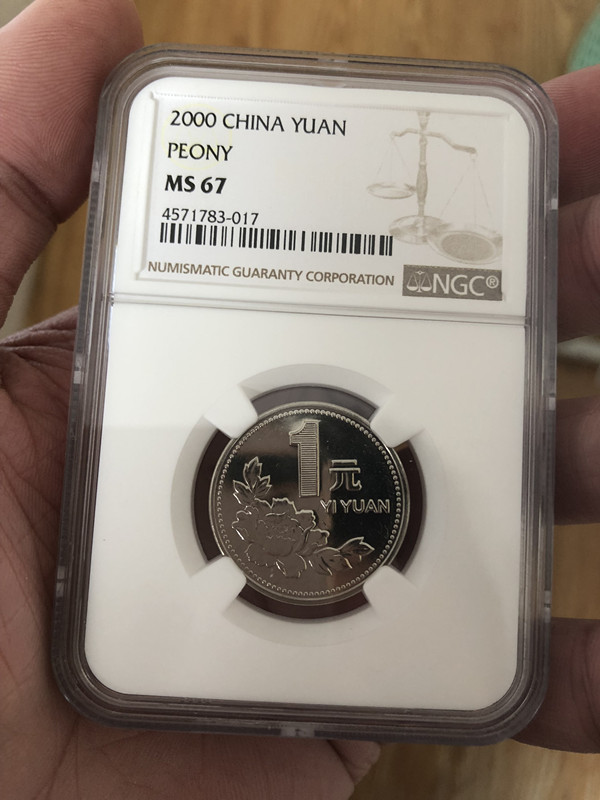 2000 CHINA YUAN
PEONY
MS 67
4571783-017
NUMISMATIC GUARANTY CORPORATION
NGC®
1元
YI YUAN